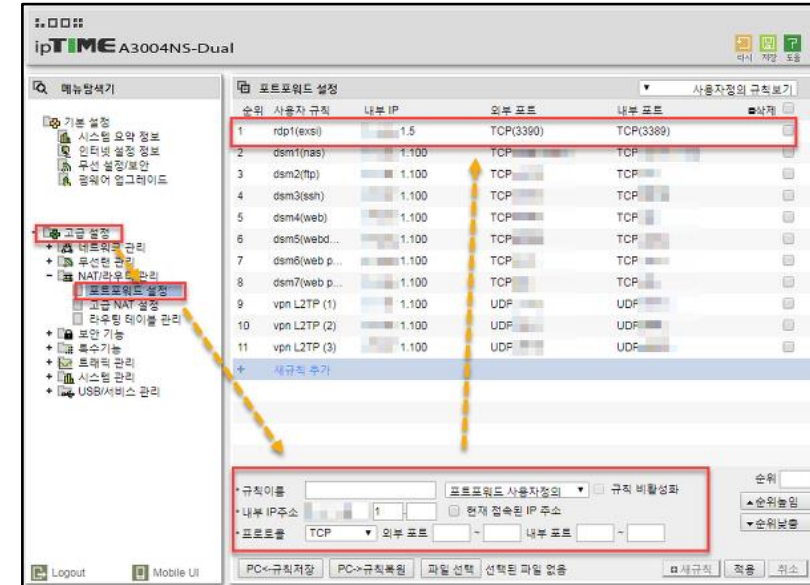 ipTIME A3004NS-Dual
다시 저장 도움
메뉴탐색기
기본 설정
시스템 요약 정보
인터넷 설정 정보
무선 설정/보안
펌웨어 업그레이드
고급 설정
네트워크 관리
무선랜 관리
NAT/라우터 관리
포트포워드 설정
고급 NAT 설정
라우팅 테이블 관리
보안 기능
특수기능
트래픽 관리
시스템 관리
USB/서비스 관리
Logout Mobile UI
포트포워드 설정 사용자정의 규칙보기
순위 사용자 규칙 내부 IP 외부 포트 내부 포트 삭제
1 rdp1(exsi) 1.5 TCP(3390) TCP(3389)
2 dsm1(nas) 1.100 TCP TCP
3 dsm2(ftp) 1.100 TCP TCP
4 dsm3(ssh) 1.100 TCP TCP
5 dsm4(web) 1.100 TCP TCP
6 dsm5(webd... 1.100 TCP TCP
7 dsm6(web p... 1.100 TCP TCP
8 dsm7(web p... 1.100 TCP TCP
9 vpn L2TP (1) 1.100 UDP UDP
10 vpn L2TP (2) 1.100 UDP UDP
11 vpn L2TP (3) 1.100 UDP UDP
+ 새규칙 추가
규칙이름 포트포워드 사용자정의 규칙 비활성화
내부 IP주소 1 현재 접속된 IP 주소
프로토콜 TCP 외부 포트 ~ 내부 포트 ~
순위
▲순위높임
▼순위낮춤
PC<-규칙저장 PC->규칙복원 파일 선택 선택된 파일 없음 새규칙 적용 취소